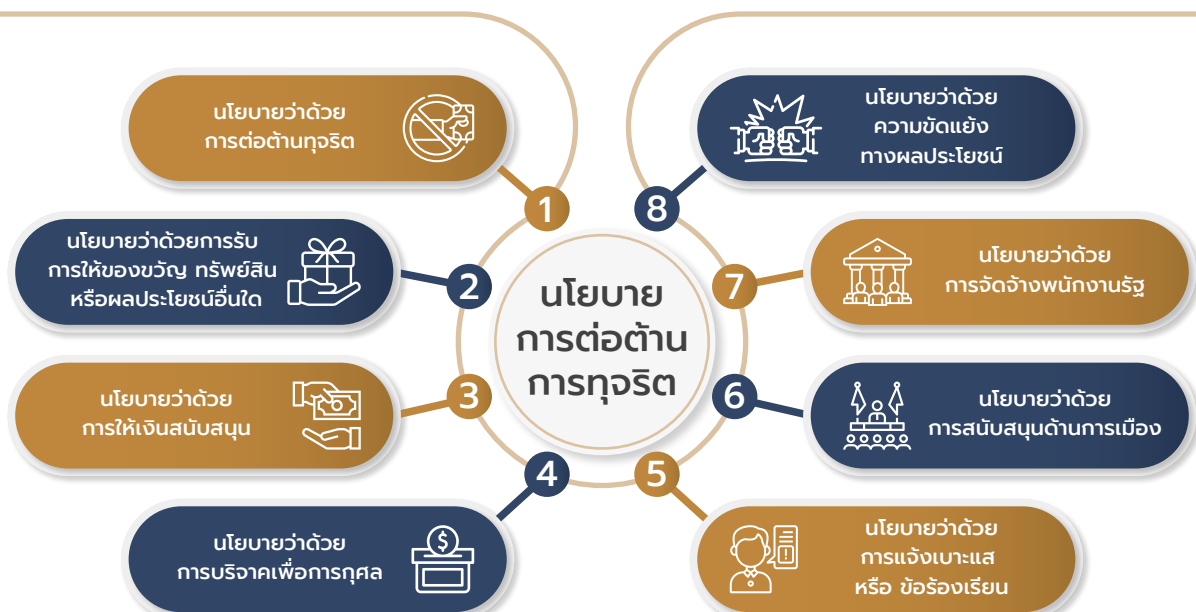 นโยบาย
การต่อต้าน
การทุจริต
1
นโยบายว่าด้วย
การต่อต้านทุจริต
2
นโยบายว่าด้วยการรับ
การให้ของขวัญ ทรัพย์สิน
หรือผลประโยชน์อื่นใด
3
นโยบายว่าด้วย
การให้เงินสนับสนุน
4
นโยบายว่าด้วย
การบริจาคเพื่อการกุศล
$
5
นโยบายว่าด้วย
การแจ้งเบาะแส
หรือ ข้อร้องเรียน
6
นโยบายว่าด้วย
การสนับสนุนด้านการเมือง
7
นโยบายว่าด้วย
การจัดจ้างพนักงานรัฐ
8
นโยบายว่าด้วย
ความขัดแย้ง
ทางผลประโยชน์